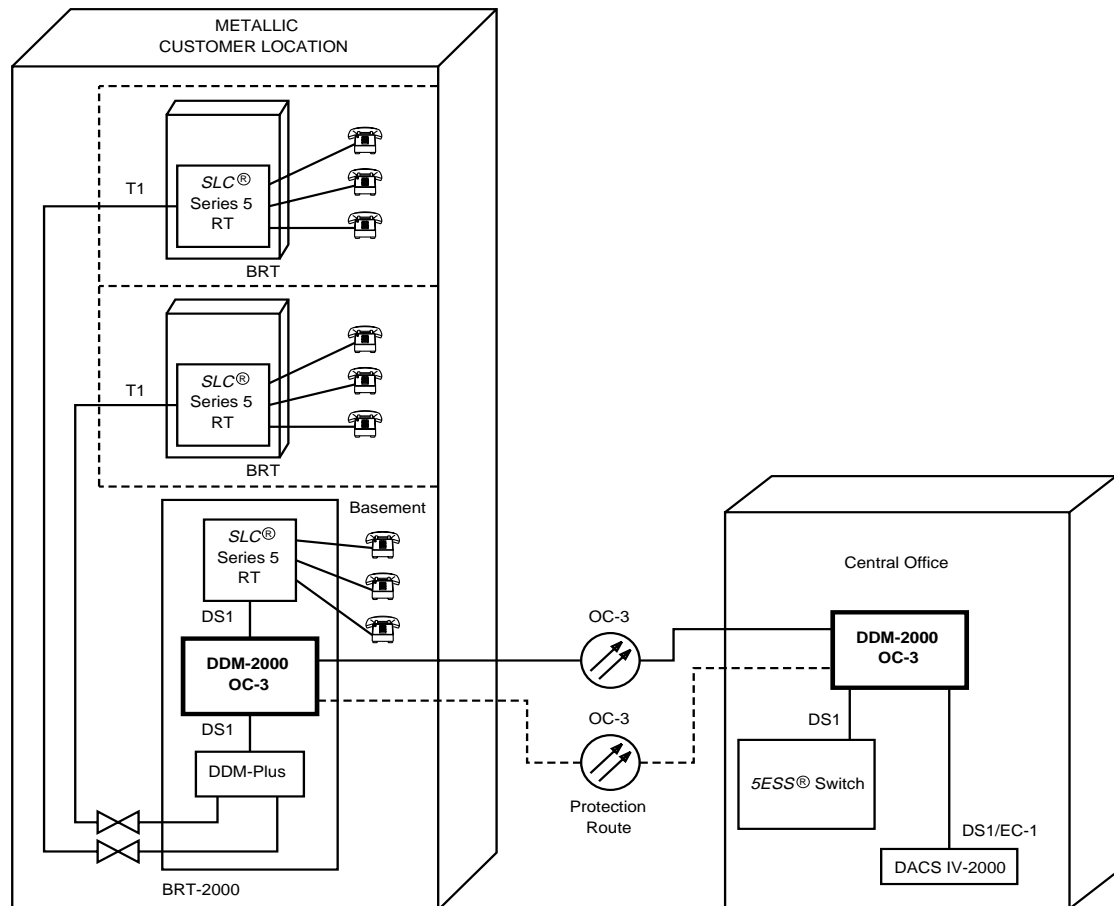 METALLIC
CUSTOMER LOCATION
T1
SLC®
Series 5
RT
BRT
T1
SLC®
Series 5
RT
BRT
Basement
SLC®
Series 5
RT
DS1
DDM-2000
OC-3
DS1
DDM-Plus
BRT-2000
OC-3
OC-3
Protection
Route
Central Office
DDM-2000
OC-3
DS1
5ESS® Switch
DS1/EC-1
DACS IV-2000